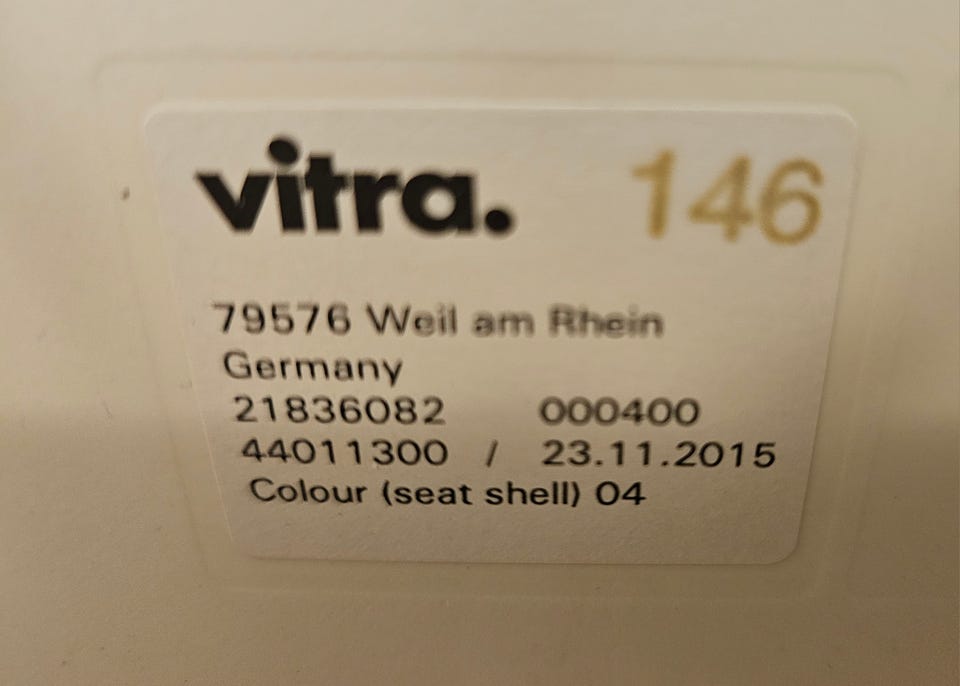 vitra. 146
79576 Weil am Rhein
Germany
21836082 000400
44011300 / 23.11.2015
Colour (seat shell) 04